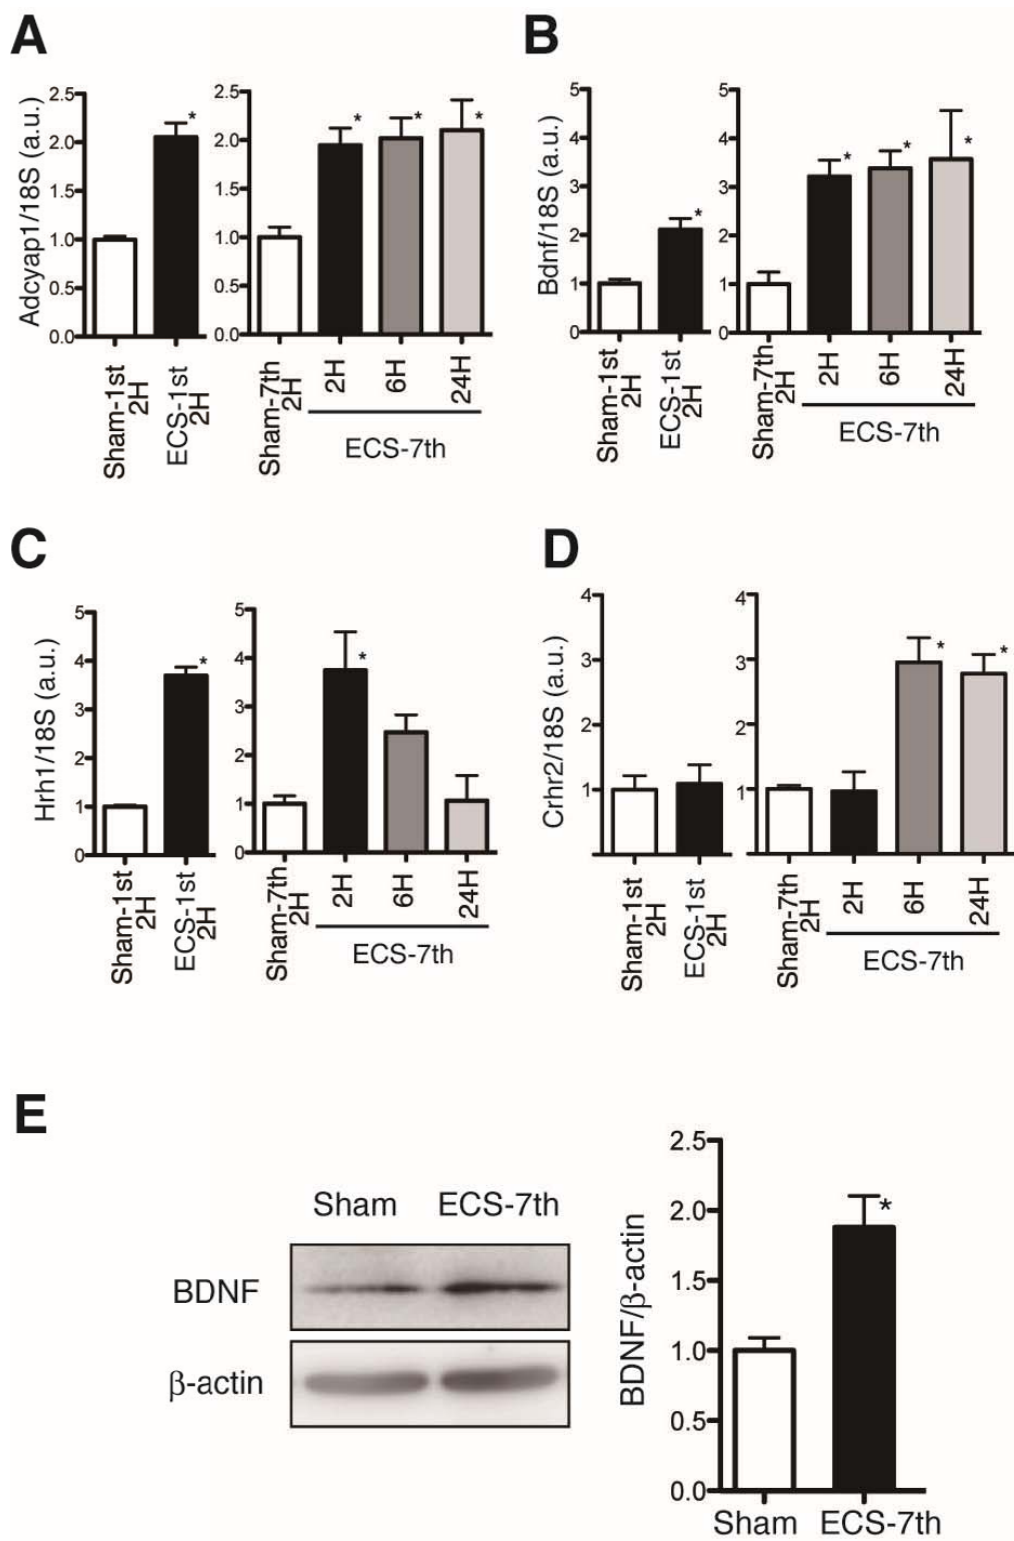 A
Adcyap1/18S (a.u.)
2.5
2.0
1.5
1.0
0.5
0.0
*
Sham-1st
2H
ECS-1st
2H
2.5
2.0
1.5
1.0
0.5
0.0
*
*
*
Sham-7th
2H
2H
6H
24H
ECS-7th
B
Bdnf/18S (a.u.)
5
4
3
2
1
0
*
Sham-1st
2H
ECS-1st
2H
5
4
3
2
1
0
*
*
*
Sham-7th
2H
2H
6H
24H
ECS-7th
C
Hrh1/18S (a.u.)
5
4
3
2
1
0
*
Sham-1st
2H
ECS-1st
2H
5
4
3
2
1
0
*
Sham-7th
2H
2H
6H
24H
ECS-7th
D
Crhr2/18S (a.u.)
4
3
2
1
Sham-1st
2H
ECS-1st
2H
4
3
2
1
*
*
Sham-7th
2H
2H
6H
24H
ECS-7th
E
Sham ECS-7th
BDNF
β-actin
BDNF/β-actin
2.5
2.0
1.5
1.0
0.5
0.0
*
Sham ECS-7th